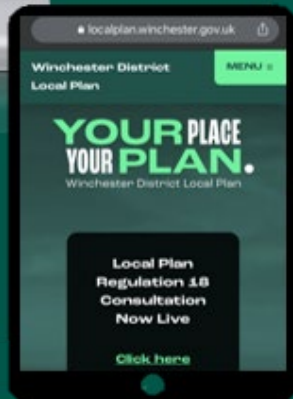 localplan.winchester.gov.uk
Winchester District
Local Plan
MENU ≡
YOUR PLACE
YOUR PLAN.
Winchester District Local Plan
Local Plan
Regulation 18
Consultation
Now Live
Click here